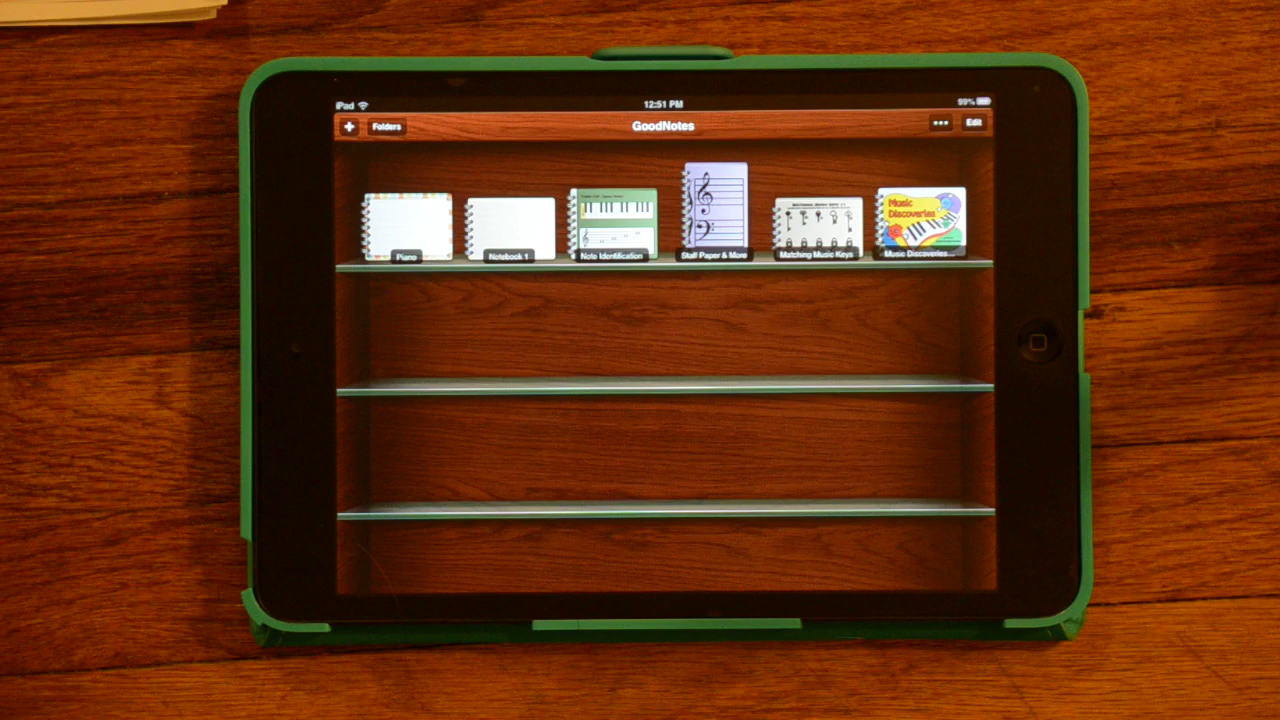 iPad
12:51 PM
99%
+
Folders
GoodNotes
•••
Edit
Music
Discoveries
Piano
Notebook 1
Note Identification
Staff Paper & More
Matching Music Keys
Music Discoveries...